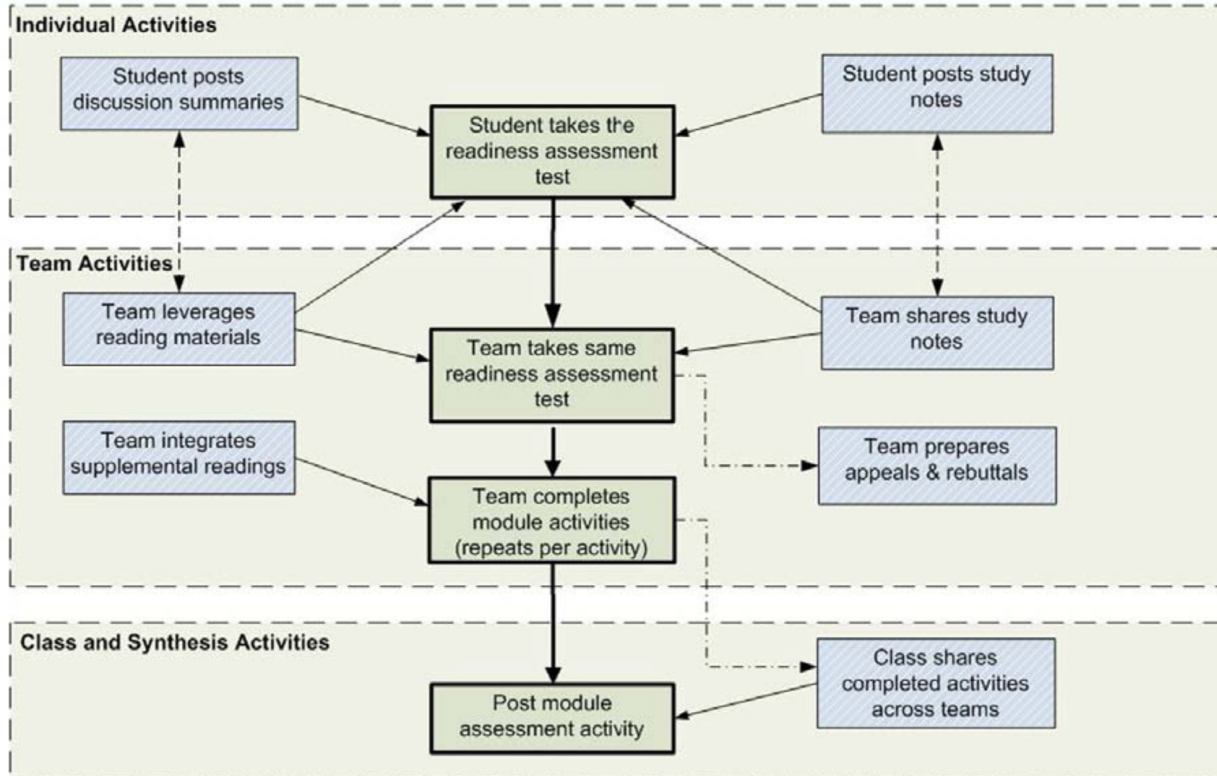 Individual Activities
Student posts
discussion summaries
Student takes the
readiness assessment
test
Student posts study
notes
Team Activities
Team leverages
reading materials
Team takes same
readiness assessment
test
Team shares study
notes
Team integrates
supplemental readings
Team prepares
appeals & rebuttals
Team completes
module activities
(repeats per activity)
Class and Synthesis Activities
Class shares
completed activities
across teams
Post module
assessment activity